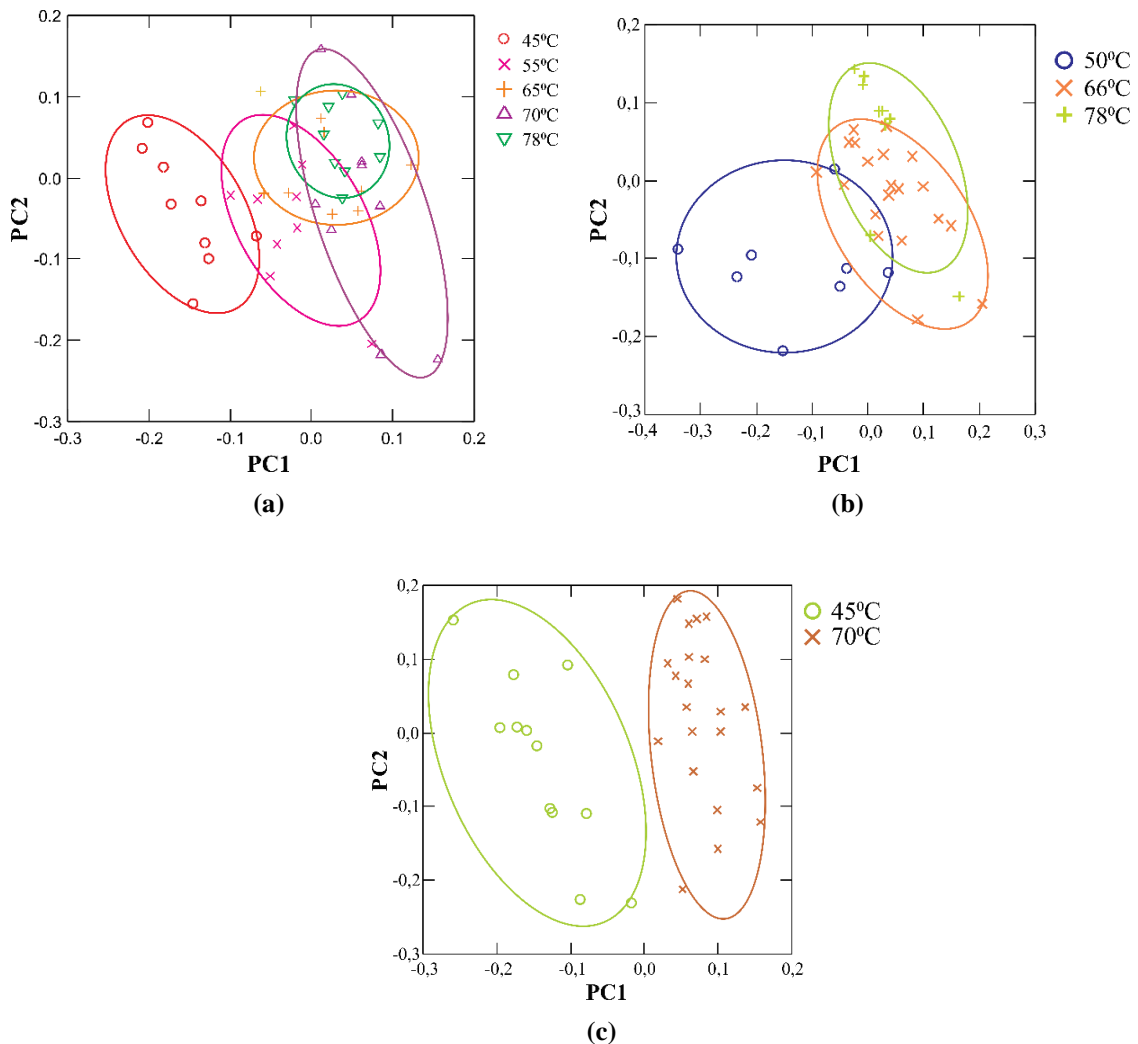 0.2
0.1
0.0
-0.1
-0.2
-0.3
PC2
-0.3 -0.2 -0.1 0.0 0.1 0.2
PC1
45ºC
55ºC
65ºC
70ºC
78ºC
(a)
0,2
0,1
0,0
-0,1
-0,2
-0,3
PC2
-0,4 -0,3 -0,2 -0,1 0,0 0,1 0,2 0,3
PC1
50ºC
66ºC
78ºC
(b)
0,2
0,1
0,0
-0,1
-0,2
-0,3
PC2
-0,3 -0,2 -0,1 0,0 0,1 0,2
PC1
45ºC
70ºC
(c)